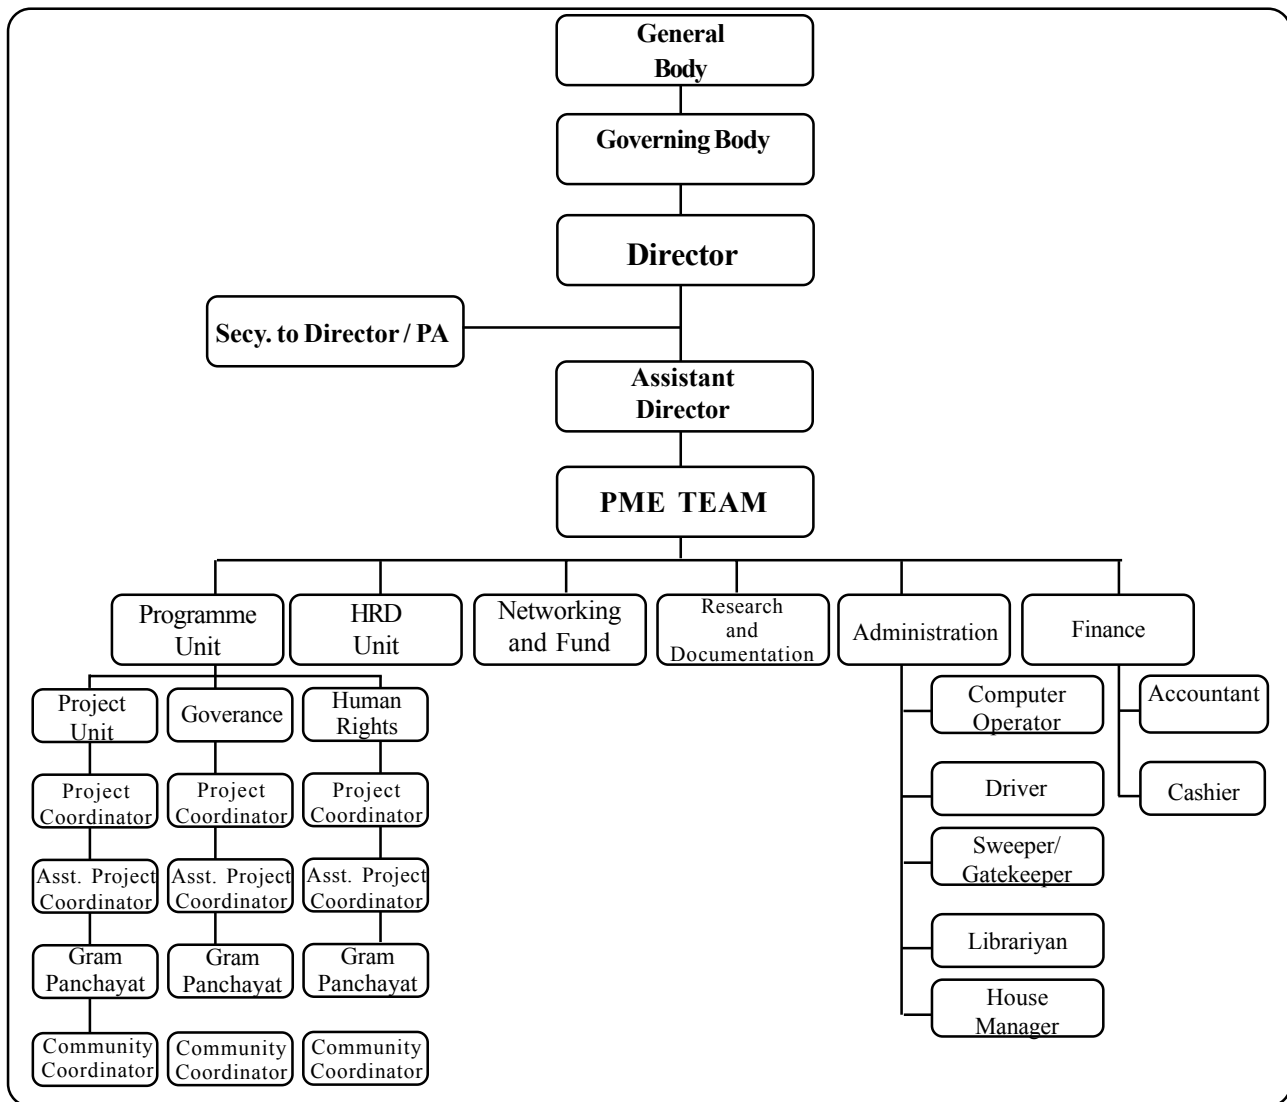 General
Body
Governing Body
Director
Secy. to Director / PA
Assistant
Director
PME TEAM
Programme
Unit
HRD
Unit
Networking
and Fund
Research
and
Documentation
Administration
Finance
Project
Unit
Goverance
Human
Rights
Computer
Operator
Accountant
Project
Coordinator
Project
Coordinator
Project
Coordinator
Driver
Cashier
Asst. Project
Coordinator
Asst. Project
Coordinator
Asst. Project
Coordinator
Sweeper/
Gatekeeper
Gram
Panchayat
Gram
Panchayat
Gram
Panchayat
Librariyan
House
Manager
Community
Coordinator
Community
Coordinator
Community
Coordinator